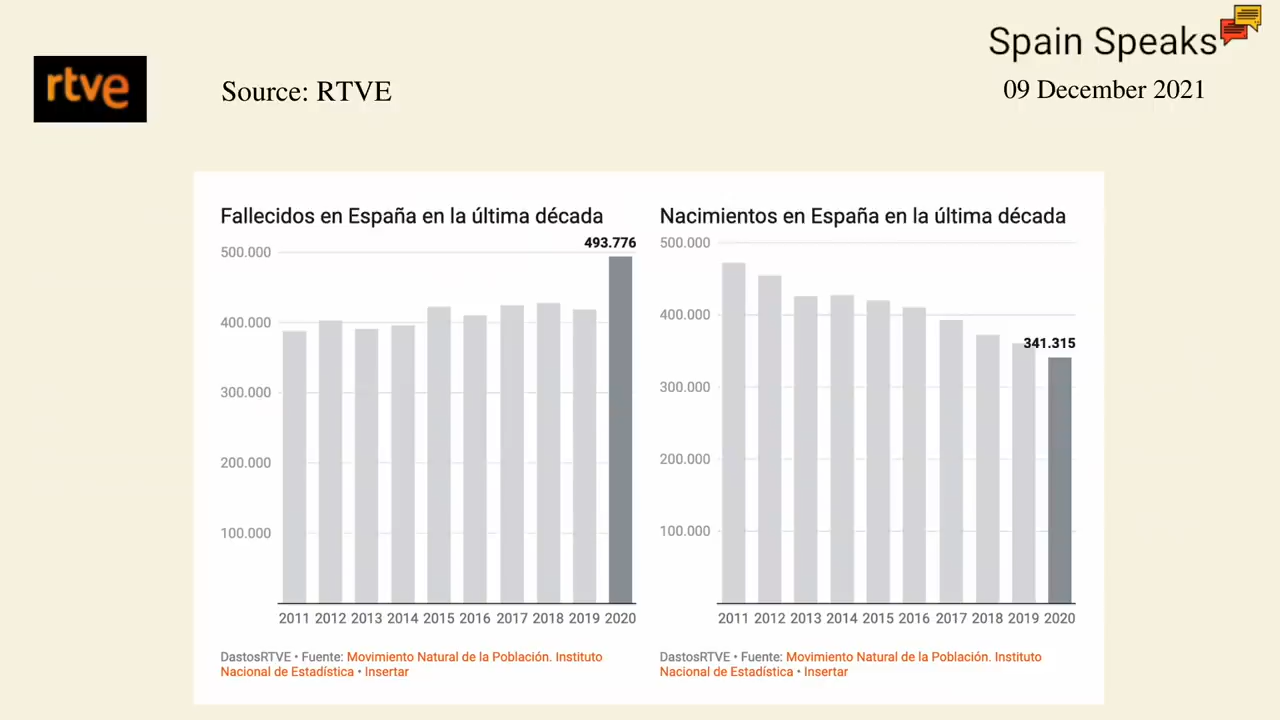 Spain Speaks
rtve
Source: RTVE
09 December 2021
Fallecidos en España en la última década
493.776
500.000
400.000
300.000
200.000
100.000
2011 2012 2013 2014 2015 2016 2017 2018 2019 2020
DastosRTVE • Fuente: Movimiento Natural de la Población. Instituto
Nacional de Estadística • Insertar
Nacimientos en España en la última década
500.000
400.000
341.315
300.000
200.000
100.000
2011 2012 2013 2014 2015 2016 2017 2018 2019 2020
DastosRTVE • Fuente: Movimiento Natural de la Población. Instituto
Nacional de Estadística • Insertar